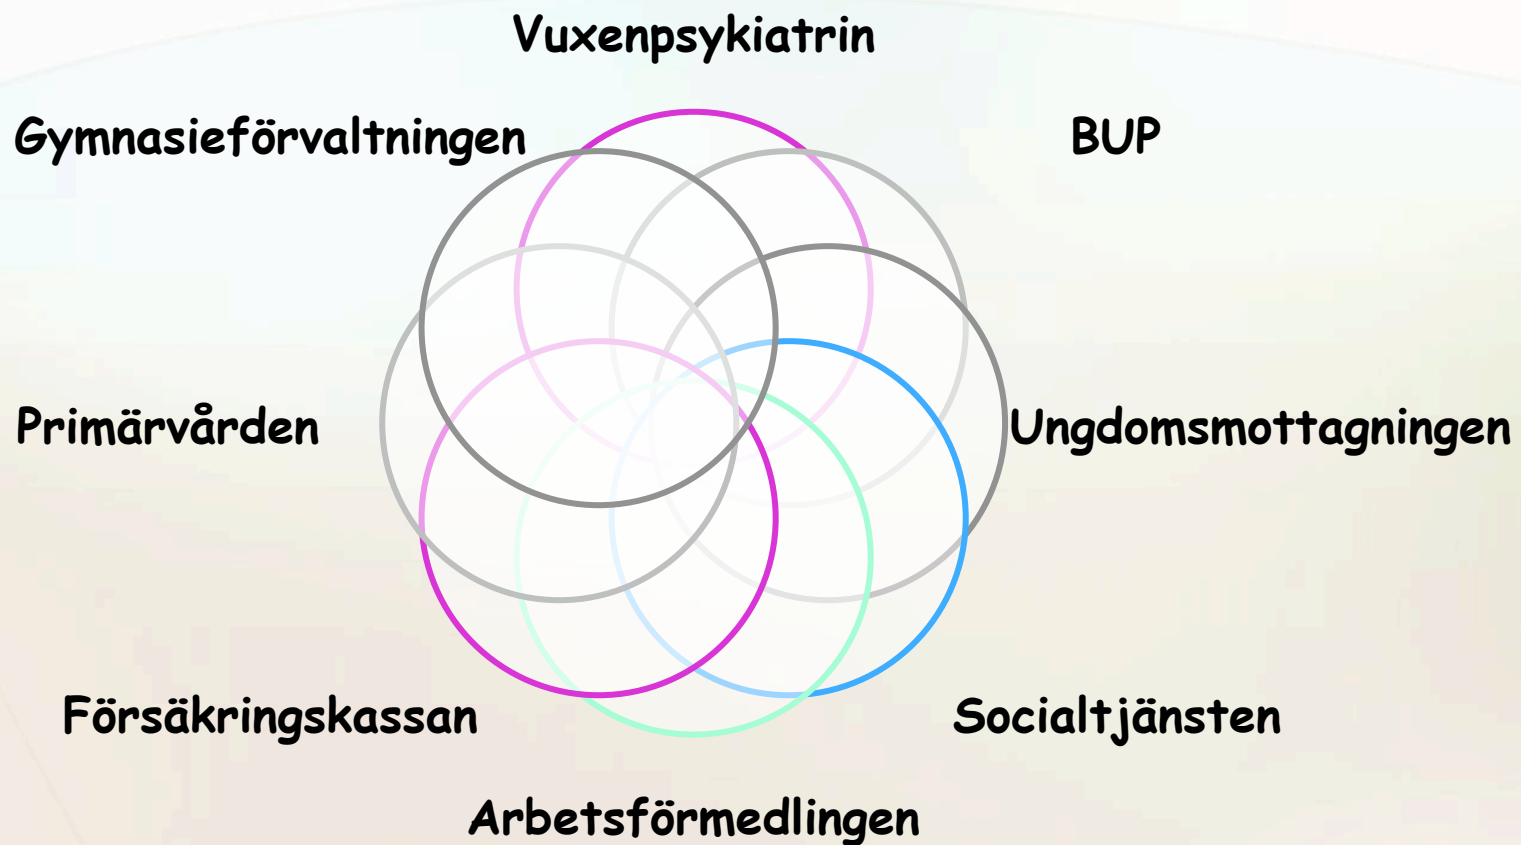 Vuxenpsykiatrin
Gymnasieförvaltningen
BUP
Primärvården
Ungdomsmottagningen
Försäkringskassan
Socialtjänsten
Arbetsförmedlingen